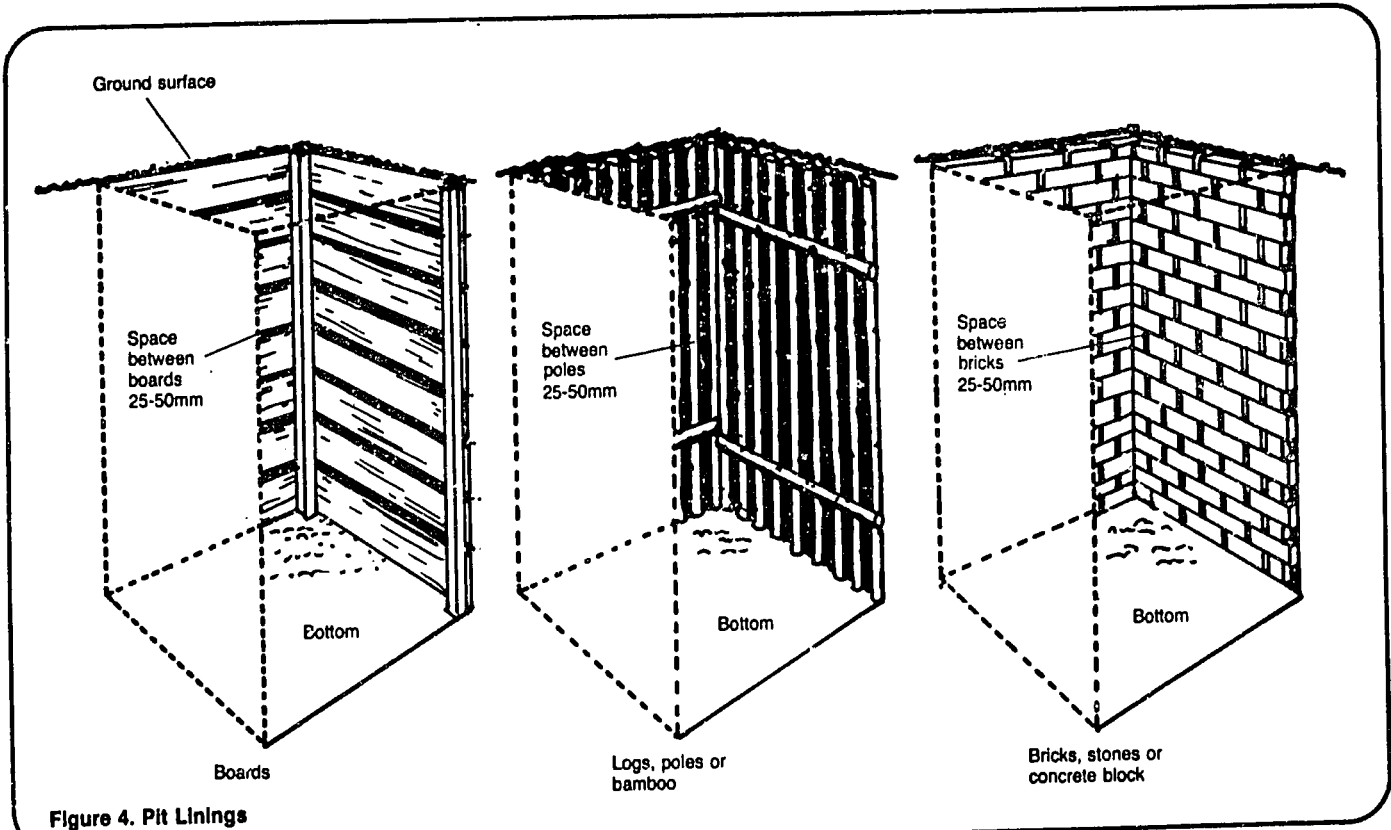 Ground surface
Space
between
boards
25-50mm
Bottom
Boards
Space
between
poles
25-50mm
Bottom
Logs, poles or
bamboo
Space
between
bricks
25-50mm
Bottom
Bricks, stones or
concrete block
Figure 4. Pit Linings